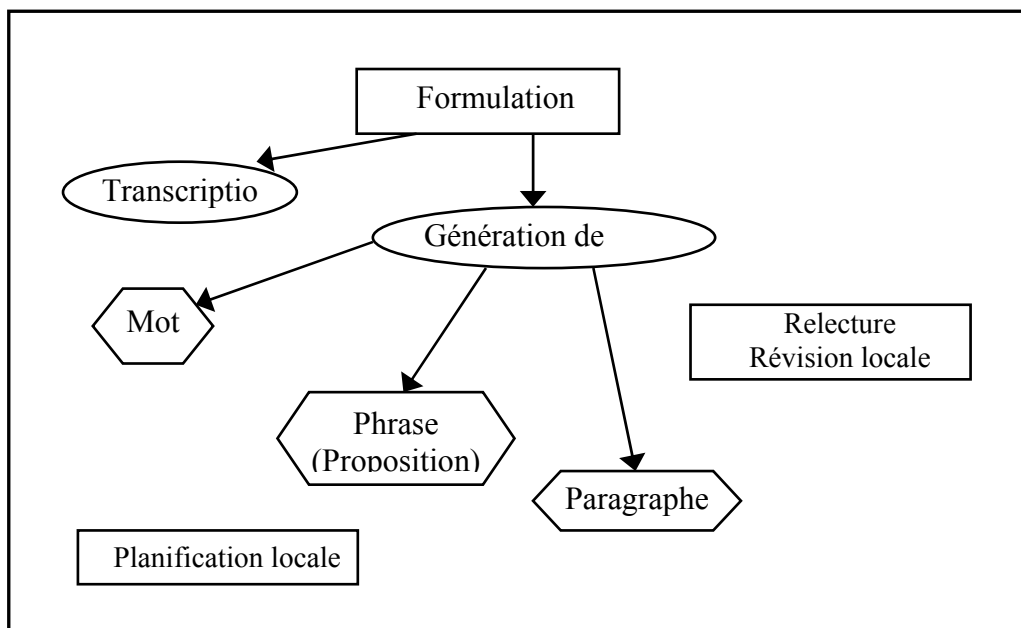 Formulation
Transcriptio
Génération de
Mot
Relecture
Révision locale
Phrase
(Proposition)
Paragraphe
Planification locale